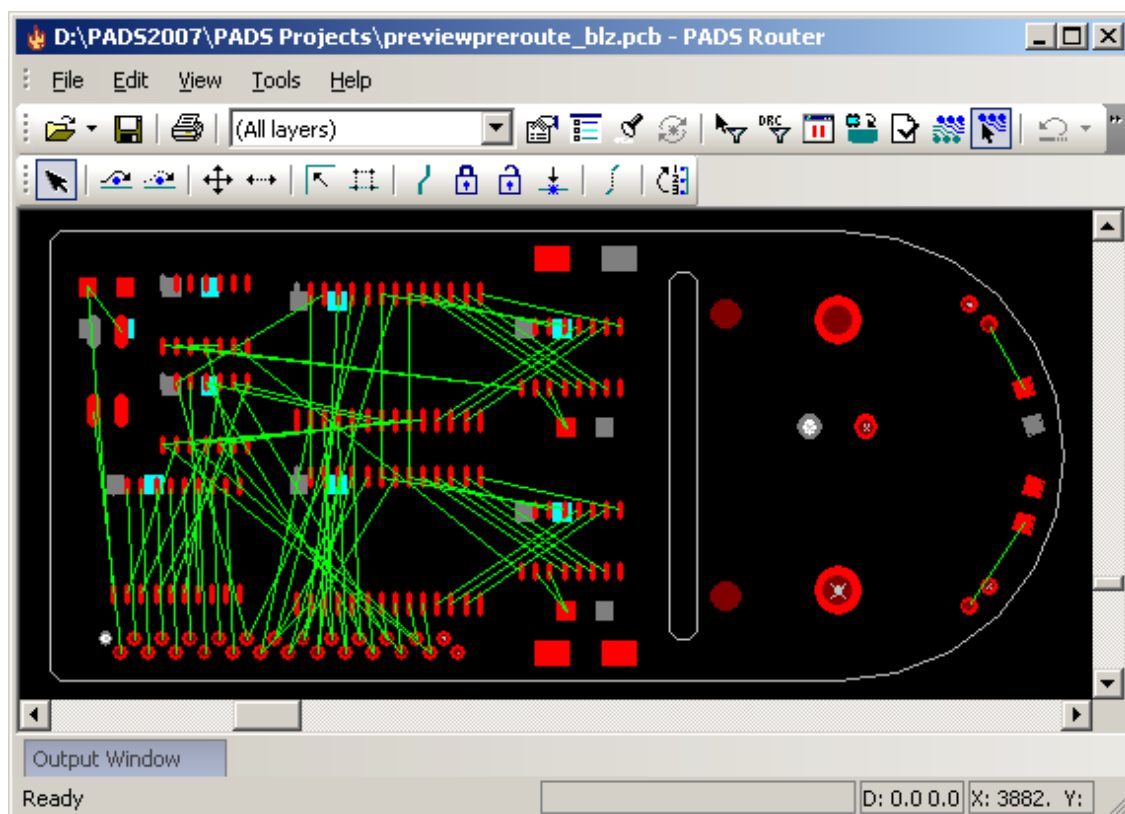 D:\PADS2007\PADS Projects\previewpreroute_blz.pcb - PADS Router
File Edit View Tools Help
(All layers)
DRC
Output Window
Ready D: 0.0 0.0 X: 3882. Y: